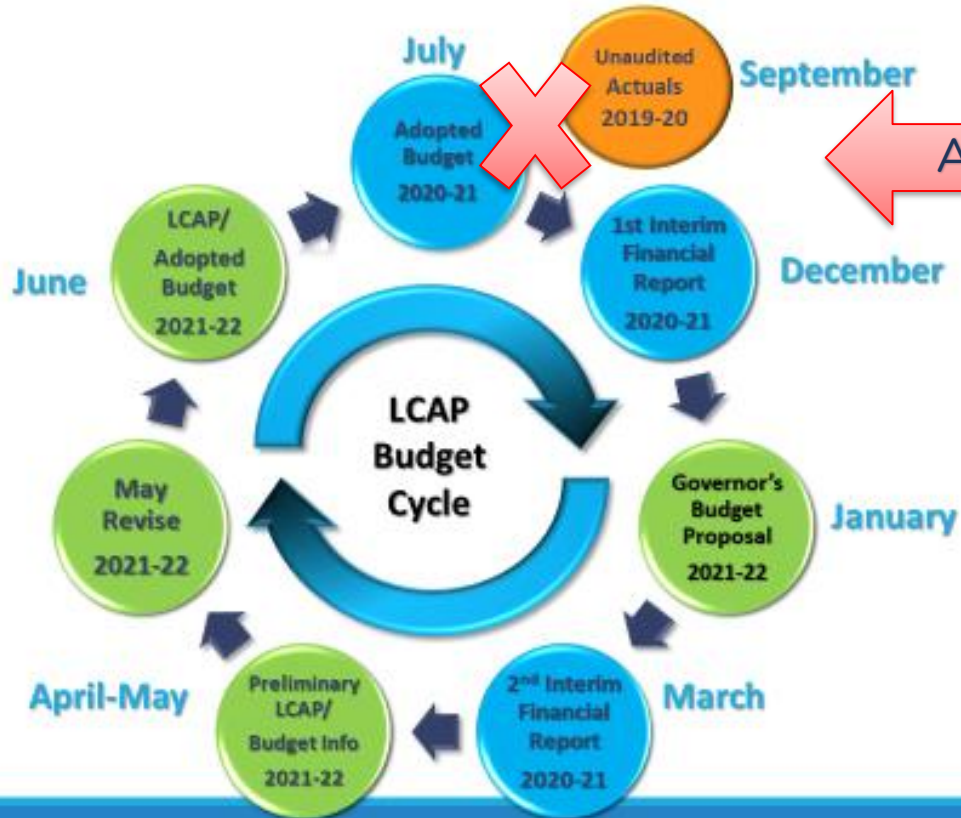 July
Unaudited
Actuals
2019-20
September
Adopted
Budget
2020-21
A
1st Interim
Financial
Report
2020-21
December
Governor's
Budget
Proposal
2021-22
January
2nd Interim
Financial
Report
2020-21
March
Preliminary
LCAP/
Budget Info
2021-22
April-May
May
Revise
2021-22
LCAP/
Adopted
Budget
2021-22
June
LCAP
Budget
Cycle